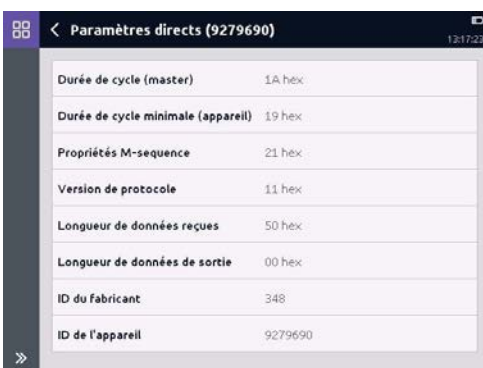 Paramètres directs (9279690)
13:17:23
Durée de cycle (master) 1A hex
Durée de cycle minimale (appareil) 19 hex
Propriétés M-sequence 21 hex
Version de protocole 11 hex
Longueur de données reçues 50 hex
Longueur de données de sortie 00 hex
ID du fabricant 348
ID de l'appareil 9279690